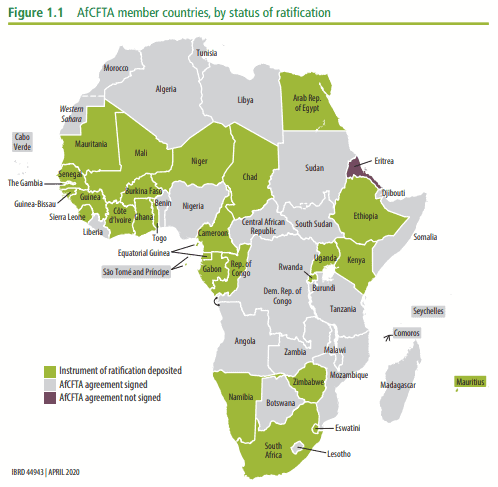 Figure 1.1 AfCFTA member countries, by status of ratification
Tunisia
Morocco
Algeria
Libya
Arab Rep.
of Egypt
Western
Sahara
Cabo
Verde
Mauritania
Mali
Niger
Chad
Sudan
Eritrea
Senegal
The Gambia
Guinea-Bissau
Guinea
Burkina Faso
Benin
Nigeria
Djibouti
Sierra Leone
Côte
d'Ivoire
Ghana
Liberia
Togo
Cameroon
Central African
Republic
South Sudan
Ethiopia
Somalia
Equatorial Guinea
São Tomé and Príncipe
Gabon
Rep. of
Congo
Uganda
Kenya
Rwanda
Burundi
Dem. Rep. of
Congo
Tanzania
Seychelles
Comoros
Angola
Zambia
Malawi
Mozambique
Madagascar
Mauritius
Zimbabwe
Namibia
Botswana
Eswatini
South
Africa
Lesotho
Instrument of ratification deposited
AfCFTA agreement signed
AfCFTA agreement not signed
IBRD 44943 | APRIL 2020